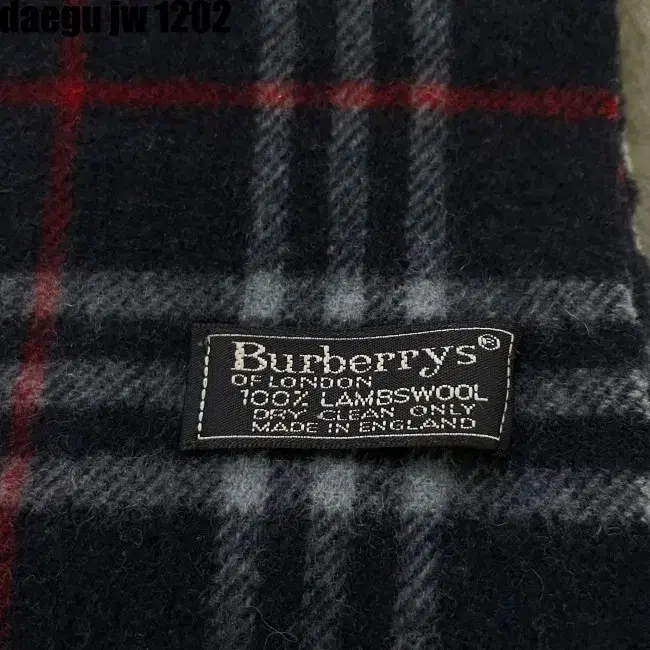 daegu jw 1202
Burberrys®
OF LONDON
100% LAMBSWOOL
DRY CLEAN ONLY
MADE IN ENGLAND